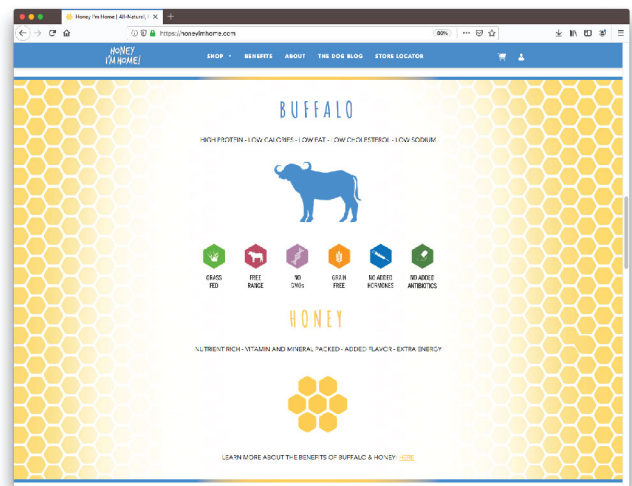 Honey I'm Home | All-Natural,
https://honeyimhome.com
80%
HONEY
I'M HOME!
SHOP
BENEFITS
ABOUT
THE DOG BLOG
STORE LOCATOR
BUFFALO
HIGH PROTEIN - LOW CALORIES - LOW FAT - LOW CHOLESTEROL - LOW SODIUM
GRASS FED
FREE RANGE
NO GMOs
GRAIN FREE
NO ADDED HORMONES
NO ADDED ANTIBIOTICS
HONEY
NUTRIENT RICH - VITAMIN AND MINERAL PACKED - ADDED FLAVOR - EXTRA ENERGY
LEARN MORE ABOUT THE BENEFITS OF BUFFALO & HONEY: HERE